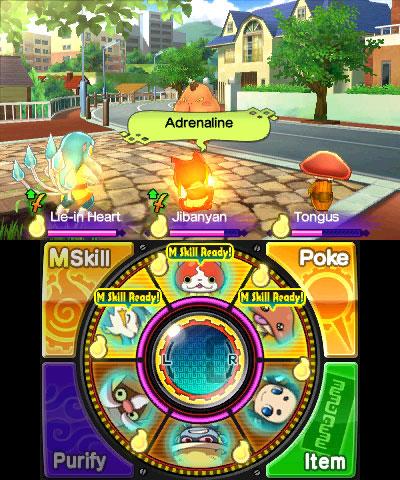 Adrenaline
Lie-in Heart
Jibanyan
Tongus
M Skill
M Skill Ready!
Poke
M Skill Ready!
M Skill Ready!
L
R
Purify
Item